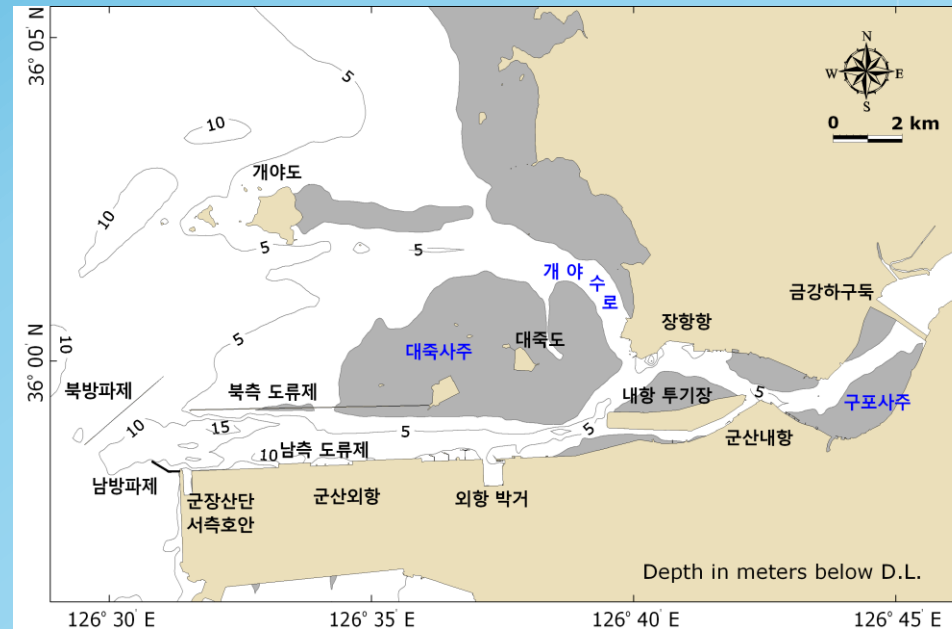 36° 05' N
5
10
개야도
10
5
5
개 야 수 로
금강하구둑
장항항
5
대죽도
대죽사주
10
36° 00' N
북방파제
북측 도류제
내항 투기장
5
구포사주
10
15
5
5
군산내항
남측 도류제
10
남방파제
군장산단
서측호안
군산외항
외항 박거
N
W E
S
0 2 km
Depth in meters below D.L.
126° 30' E
126° 35' E
126° 40' E
126° 45' E